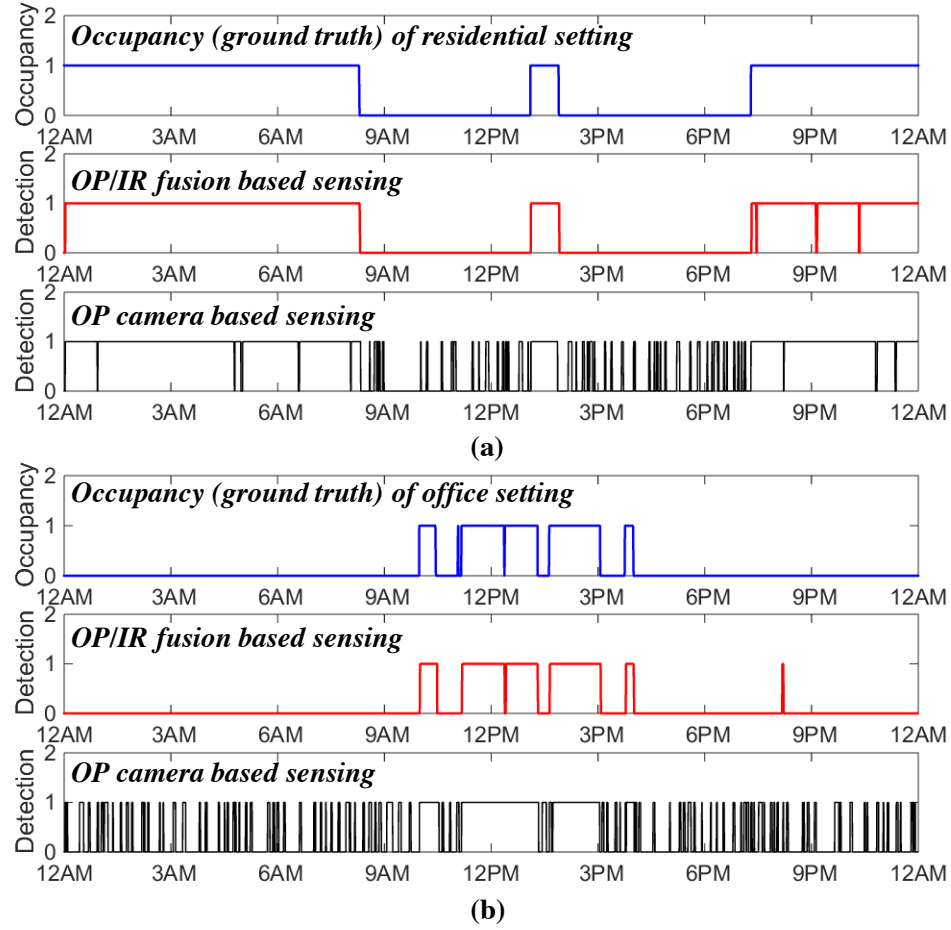 Occupancy (ground truth) of residential setting
Occupancy
2
1
0
12AM 3AM 6AM 9AM 12PM 3PM 6PM 9PM 12AM
OP/IR fusion based sensing
Detection
2
1
0
12AM 3AM 6AM 9AM 12PM 3PM 6PM 9PM 12AM
OP camera based sensing
Detection
2
1
0
12AM 3AM 6AM 9AM 12PM 3PM 6PM 9PM 12AM
(a)
Occupancy (ground truth) of office setting
Occupancy
2
1
0
12AM 3AM 6AM 9AM 12PM 3PM 6PM 9PM 12AM
OP/IR fusion based sensing
Detection
2
1
0
12AM 3AM 6AM 9AM 12PM 3PM 6PM 9PM 12AM
OP camera based sensing
Detection
2
1
0
12AM 3AM 6AM 9AM 12PM 3PM 6PM 9PM 12AM
(b)